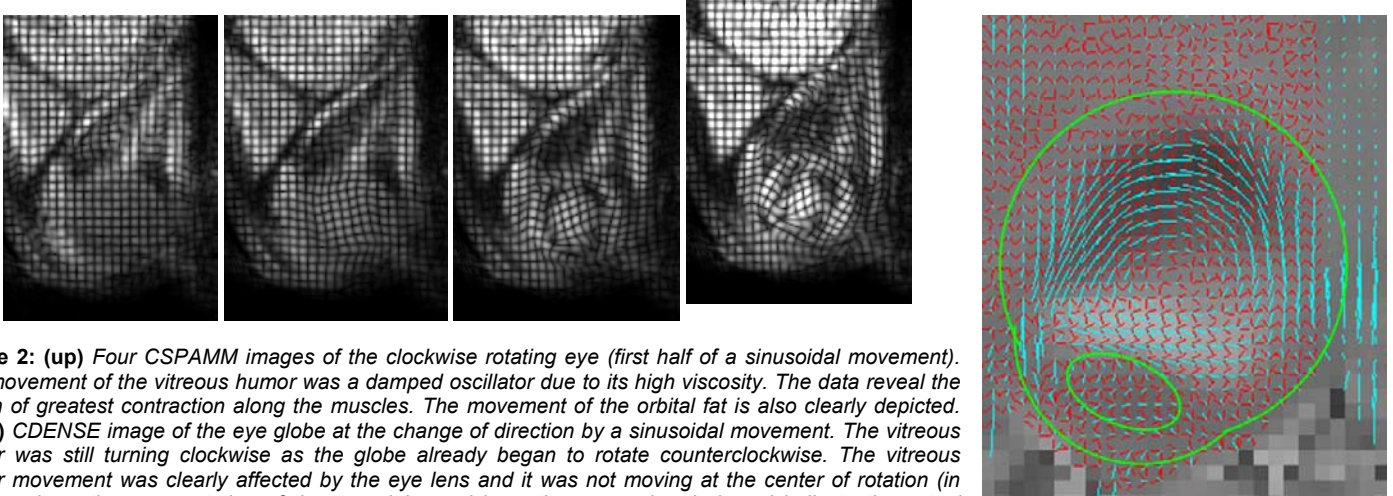 2: (up) Four CSPAMM images of the clockwise rotating eye (first half of a sinusoidal movement).
movement of the vitreous humor was a damped oscillator due to its high viscosity. The data reveal the
of greatest contraction along the muscles. The movement of the orbital fat is also clearly depicted.
CDENSE image of the eye globe at the change of direction by a sinusoidal movement. The vitreous
was still turning clockwise as the globe already began to rotate counterclockwise. The vitreous
movement was clearly affected by the eye lens and it was not moving at the center of rotation (in